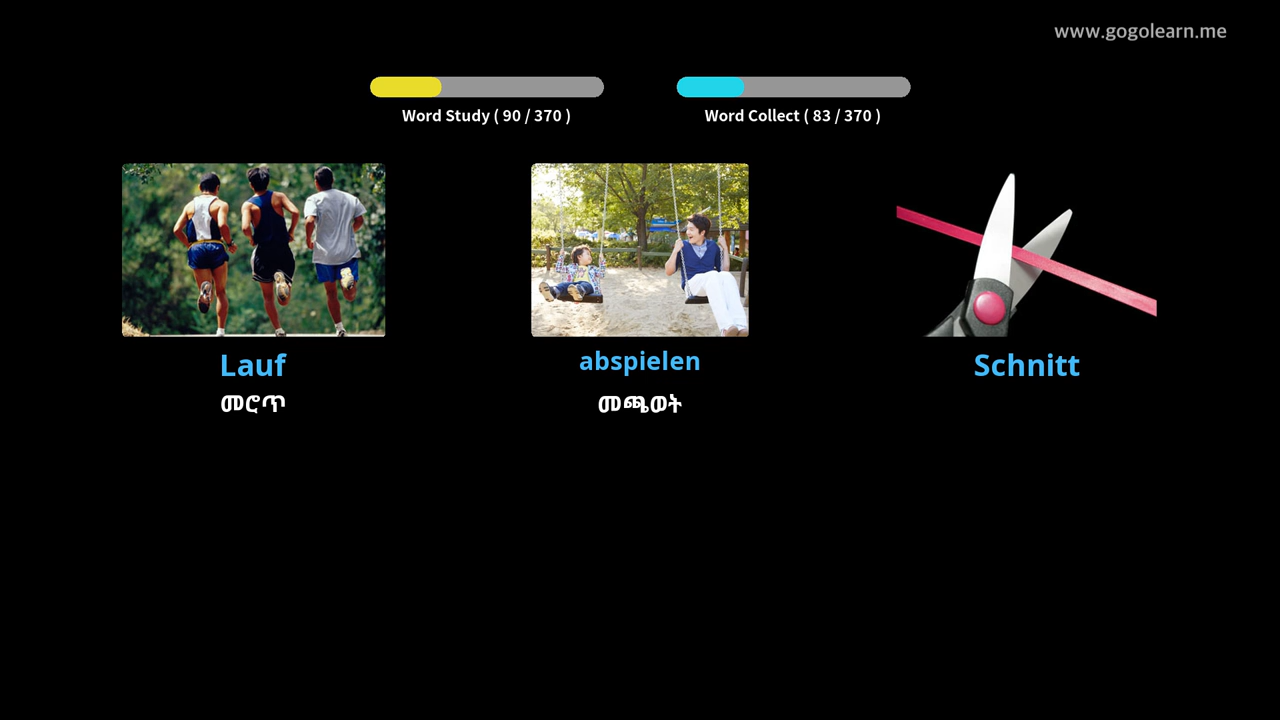 www.gogolearn.me
Word Study ( 90 / 370 )
Word Collect ( 83 / 370 )
Lauf
abspielen
Schnitt
መሮጥ
መጫወት